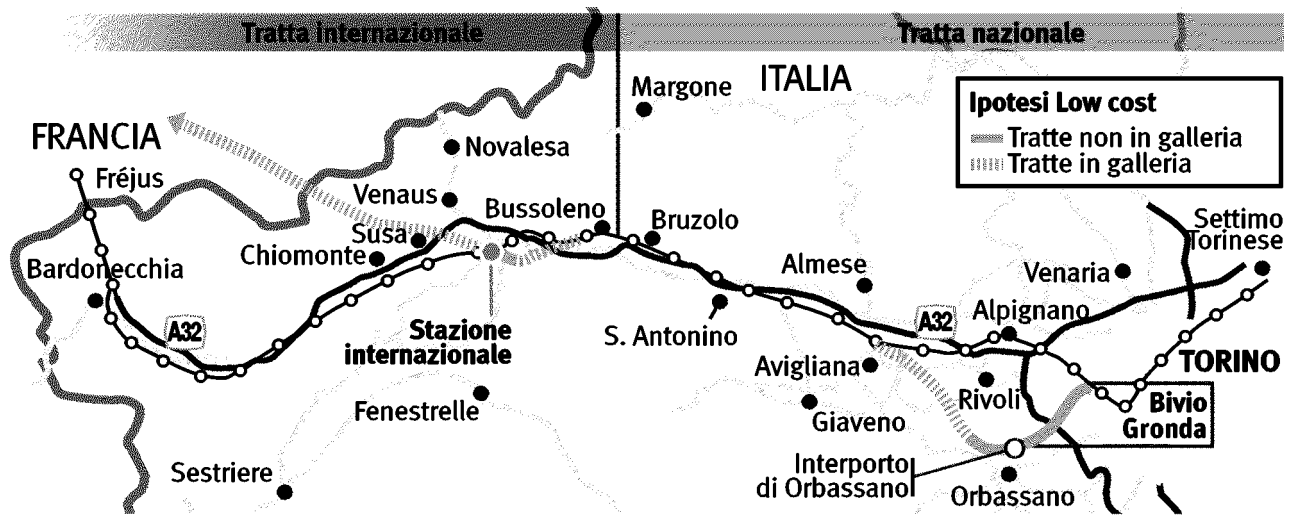 Tratta internazionale
Tratta nazionale
ITALIA
Margone
Ipotesi Low cost
Tratte non in galleria
Tratte in galleria
FRANCIA
Fréjus
Novalesa
Venaus
Bussoleno
Bruzolo
Susa
Chiomonte
Bardonecchia
Settimo
Torinese
Almese
Venaria
Alpignano
A32
A32
Stazione
internazionale
S. Antonino
Avigliana
Rivoli
TORINO
Fenestrelle
Giaveno
Bivio
Gronda
Sestriere
Interporto
di Orbassano
Orbassano